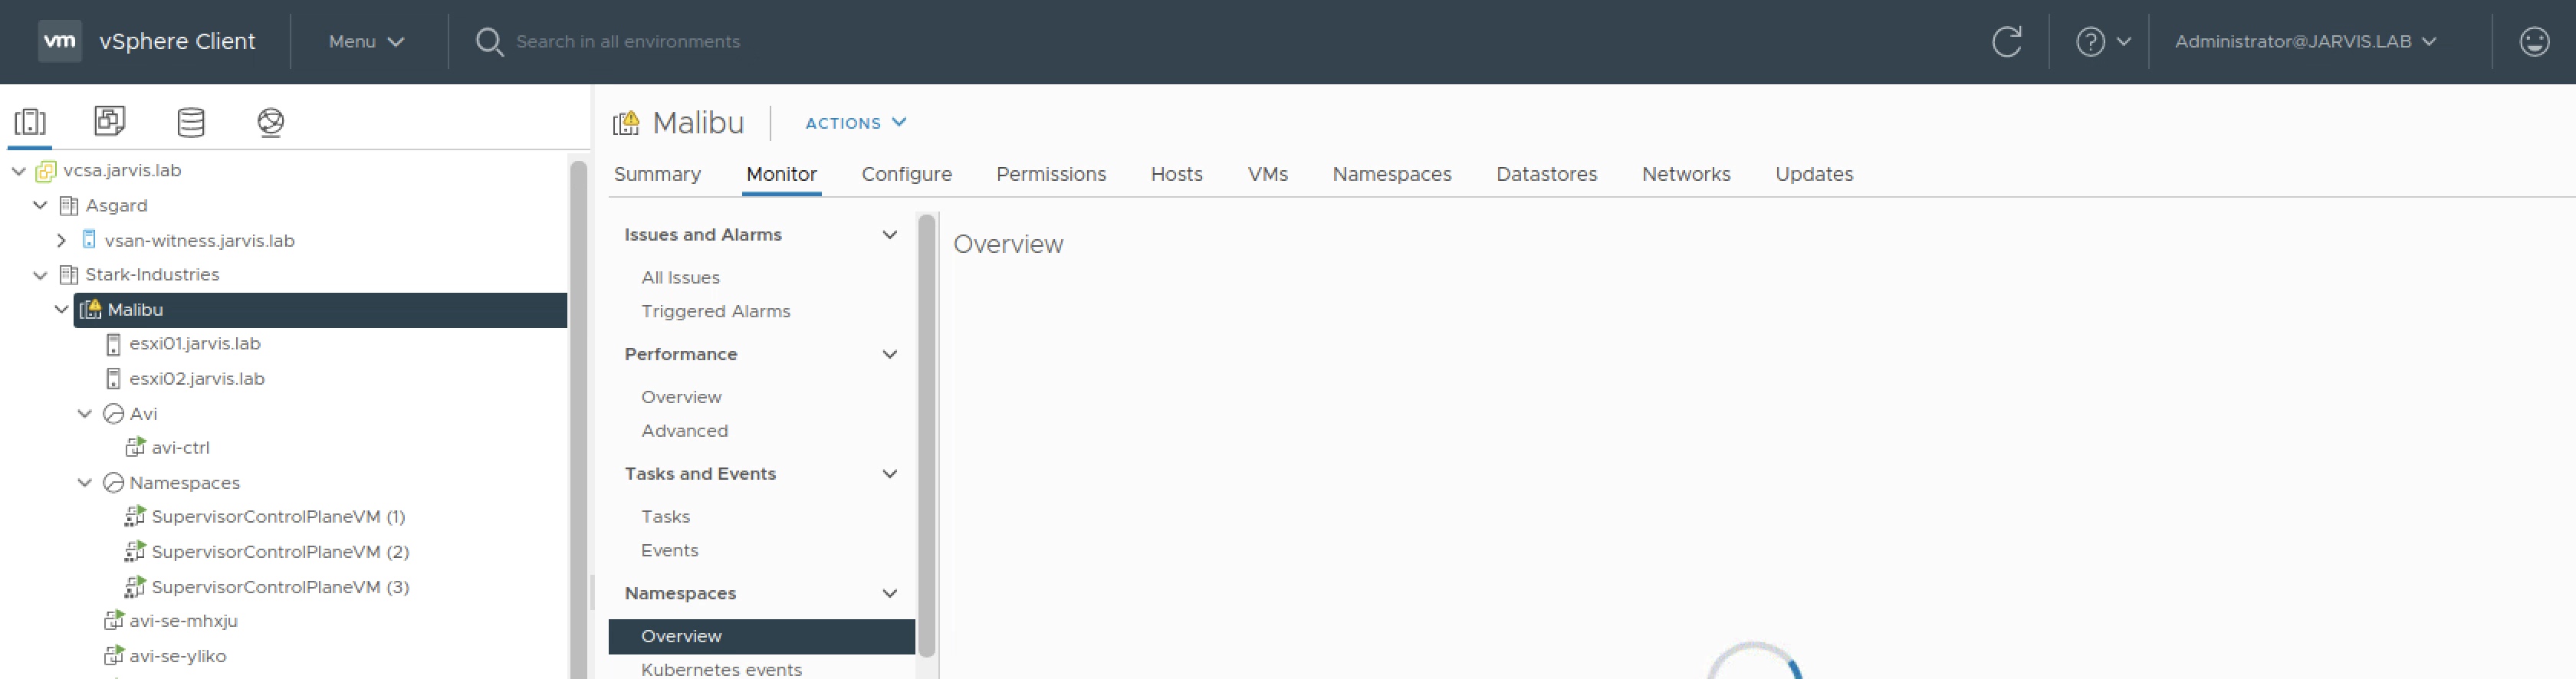 vm vSphere Client Menu Search in all environments ? Administrator@JARVIS.LAB
Malibu ACTIONS
Summary Monitor Configure Permissions Hosts VMs Namespaces Datastores Networks Updates
vcsa.jarvis.lab
Asgard
vsan-witness.jarvis.lab
Stark-Industries
Malibu
esxi01.jarvis.lab
esxi02.jarvis.lab
Avi
avi-ctrl
Namespaces
SupervisorControlPlaneVM (1)
SupervisorControlPlaneVM (2)
SupervisorControlPlaneVM (3)
avi-se-mhxju
avi-se-yliko
Issues and Alarms
All Issues
Triggered Alarms
Performance
Overview
Advanced
Tasks and Events
Tasks
Events
Namespaces
Overview
Kubernetes events
Overview